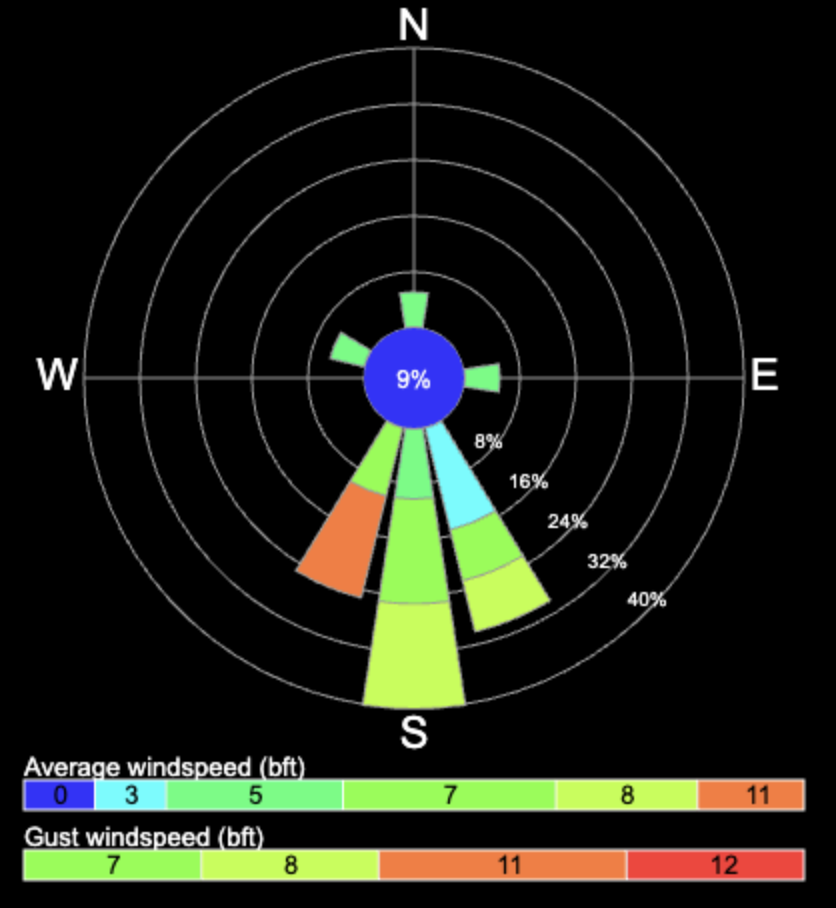 N
W
9%
E
8%
16%
24%
32%
40%
S
Average windspeed (bft)
0 3 5 7 8 11
Gust windspeed (bft)
7 8 11 12